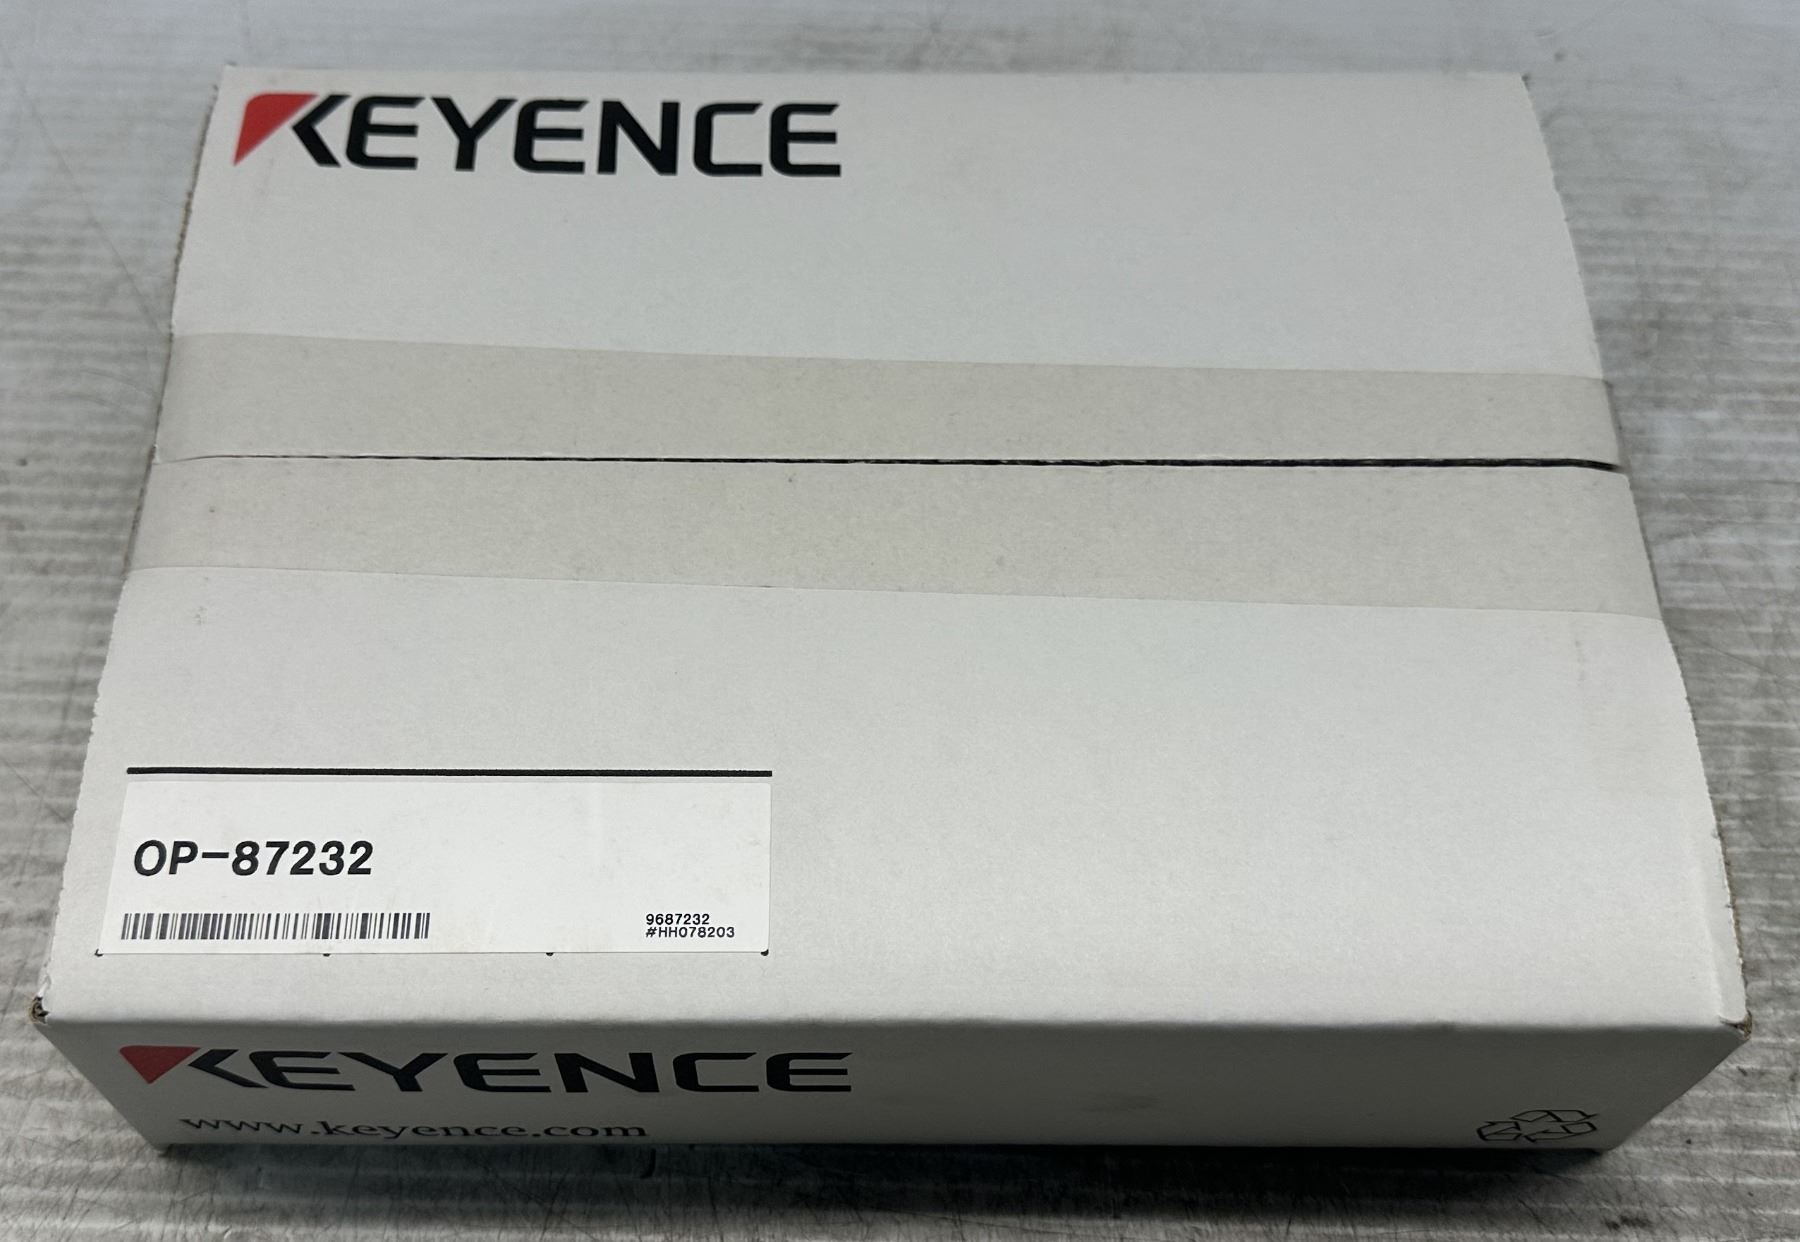 KEYENCE
OP-87232
9687232
#HH078203
KEYENCE
www.keyence.com